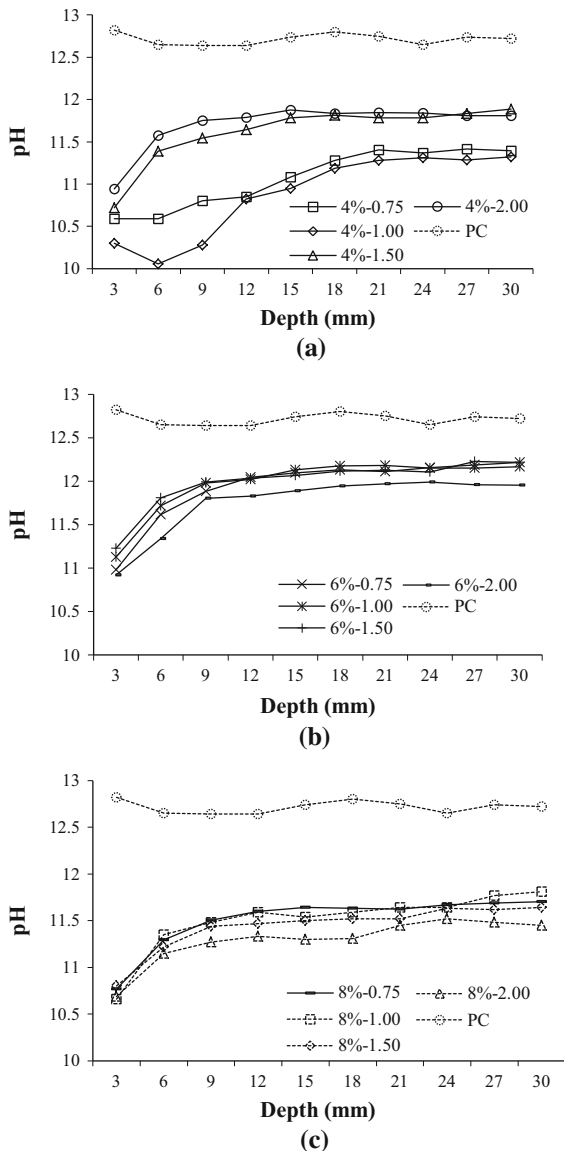 13
12.5
12
11.5
11
10.5
10
pH
4%-0.75 4%-2.00
4%-1.00 PC
4%-1.50
3 6 9 12 15 18 21 24 27 30
Depth (mm)
(a)
13
12.5
12
11.5
11
10.5
10
pH
6%-0.75 6%-2.00
6%-1.00 PC
6%-1.50
3 6 9 12 15 18 21 24 27 30
Depth (mm)
(b)
13
12.5
12
11.5
11
10.5
10
pH
8%-0.75 8%-2.00
8%-1.00 PC
8%-1.50
3 6 9 12 15 18 21 24 27 30
Depth (mm)
(c)